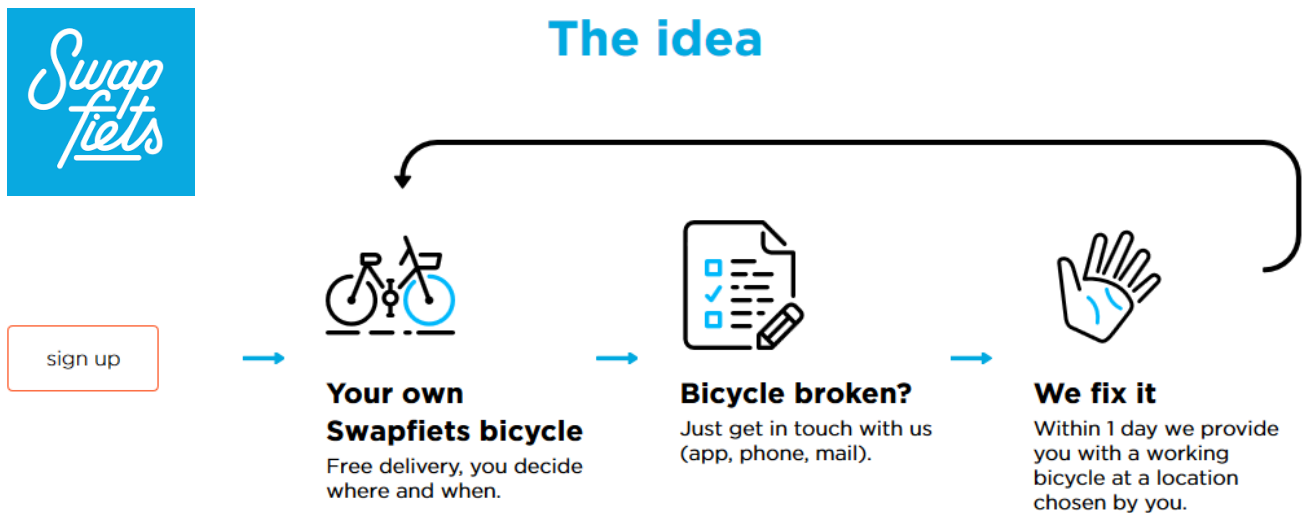 Swap
fiets
The idea
sign up
Your own
Swapfiets bicycle
Free delivery, you decide
where and when.
Bicycle broken?
Just get in touch with us
(app, phone, mail).
We fix it
Within 1 day we provide
you with a working
bicycle at a location
chosen by you.